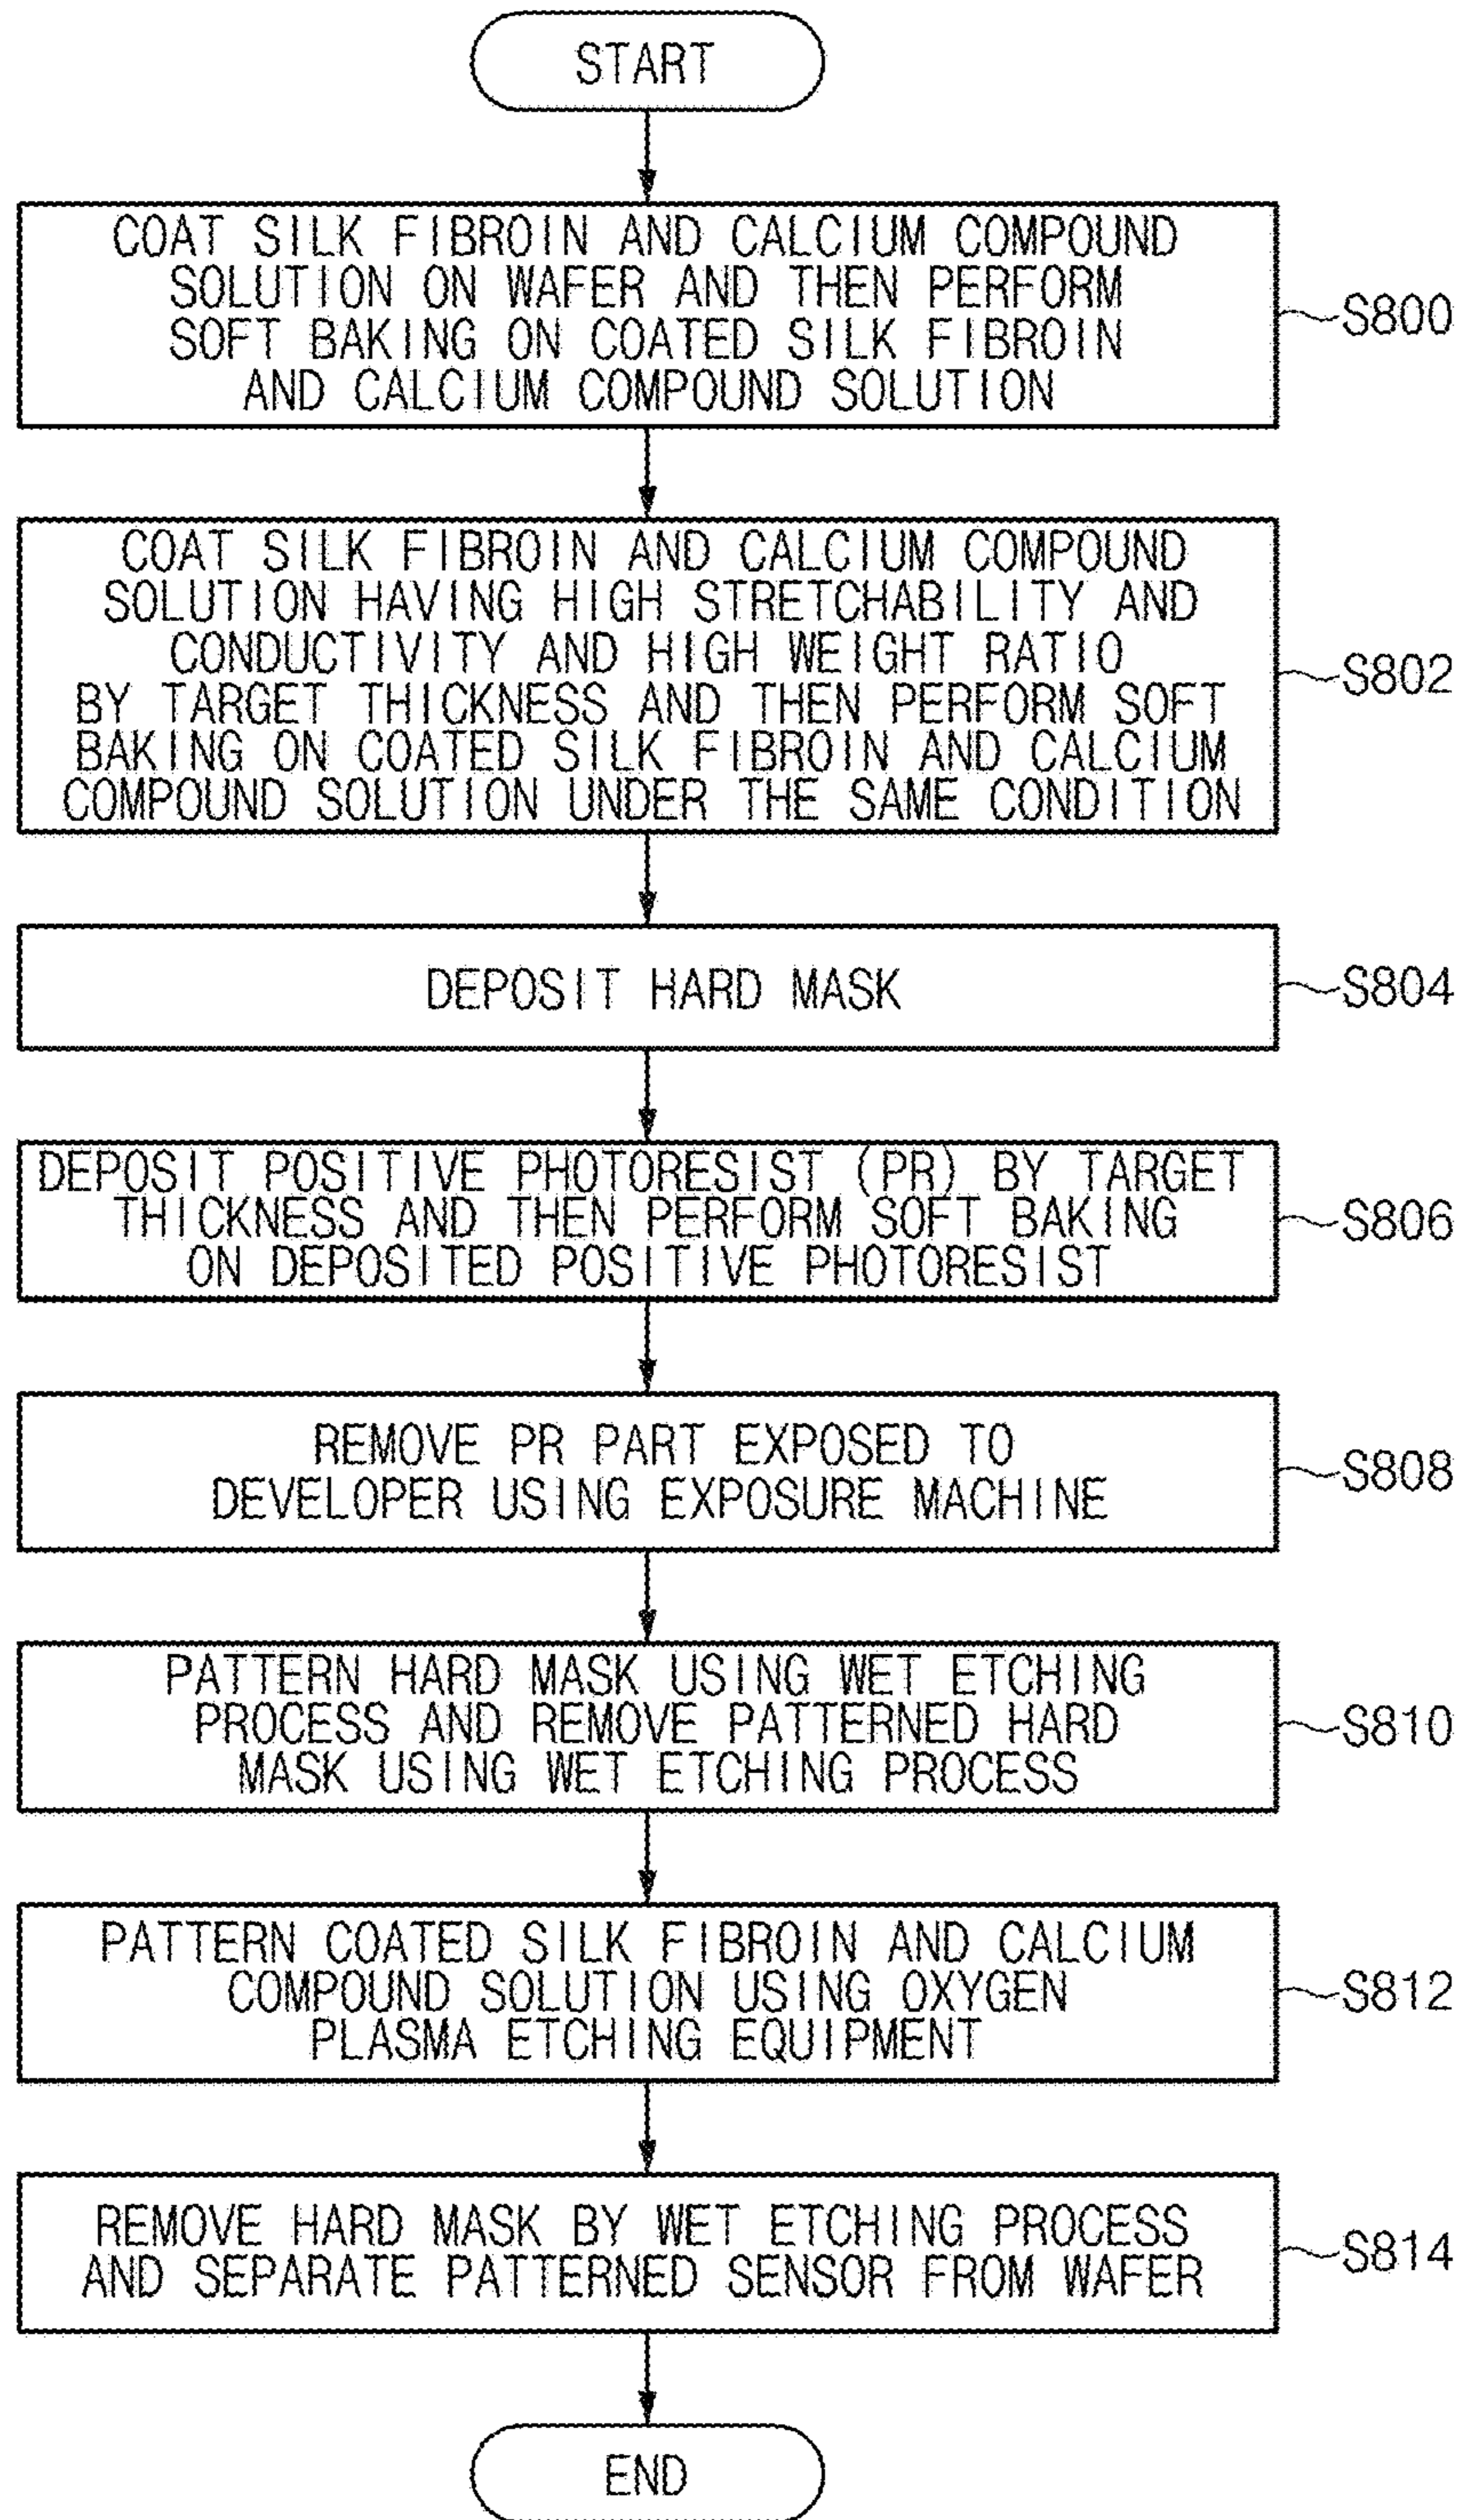 START
COAT SILK FIBROIN AND CALCIUM COMPOUND
SOLUTION ON WAFER AND THEN PERFORM
SOFT BAKING ON COATED SILK FIBROIN
AND CALCIUM COMPOUND SOLUTION
S800
COAT SILK FIBROIN AND CALCIUM COMPOUND
SOLUTION HAVING HIGH STRETCHABILITY AND
CONDUCTIVITY AND HIGH WEIGHT RATIO
BY TARGET THICKNESS AND THEN PERFORM SOFT
BAKING ON COATED SILK FIBROIN AND CALCIUM
COMPOUND SOLUTION UNDER THE SAME CONDITION
S802
DEPOSIT HARD MASK
S804
DEPOSIT POSITIVE PHOTORESIST (PR) BY TARGET
THICKNESS AND THEN PERFORM SOFT BAKING
ON DEPOSITED POSITIVE PHOTORESIST
S806
REMOVE PR PART EXPOSED TO
DEVELOPER USING EXPOSURE MACHINE
S808
PATTERN HARD MASK USING WET ETCHING
PROCESS AND REMOVE PATTERNED HARD
MASK USING WET ETCHING PROCESS
S810
PATTERN COATED SILK FIBROIN AND CALCIUM
COMPOUND SOLUTION USING OXYGEN
PLASMA ETCHING EQUIPMENT
S812
REMOVE HARD MASK BY WET ETCHING PROCESS
AND SEPARATE PATTERNED SENSOR FROM WAFER
S814
END